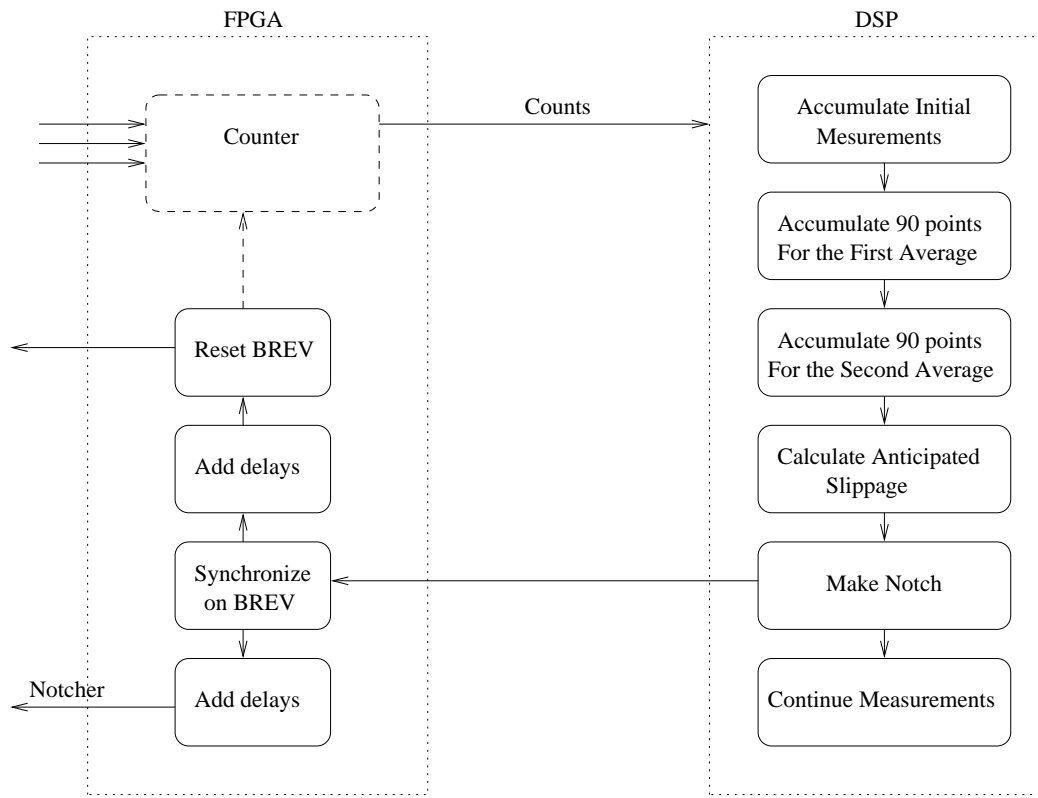 FPGA
DSP
Counter
Counts
Accumulate Initial
Mesurements
Accumulate 90 points
For the First Average
Reset BREV
Accumulate 90 points
For the Second Average
Add delays
Calculate Anticipated
Slippage
Synchronize
on BREV
Make Notch
Notcher
Add delays
Continue Measurements